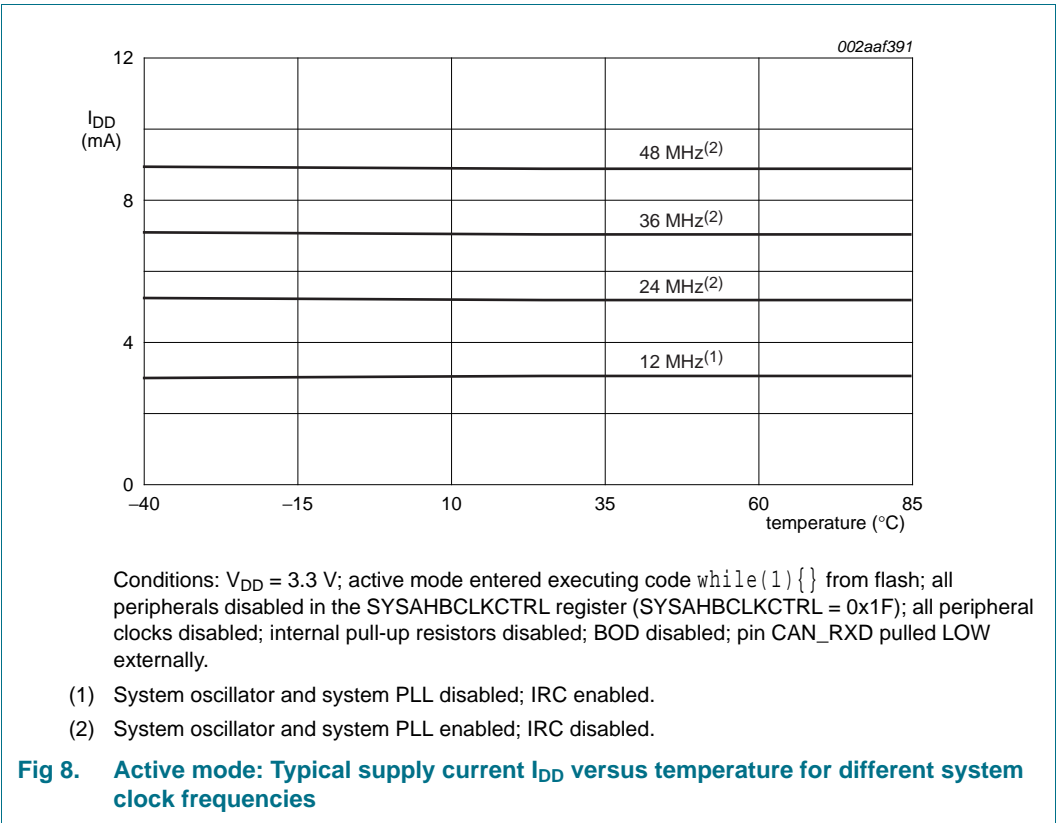 002aaf391
12
I_DD
(mA)
48 MHz(2)
8
36 MHz(2)
24 MHz(2)
4
12 MHz(1)
0
−40 −15 10 35 60 85
temperature (°C)
Conditions: V_DD = 3.3 V; active mode entered executing code while(1){} from flash; all
peripherals disabled in the SYSAHBCLKCTRL register (SYSAHBCLKCTRL = 0x1F); all peripheral
clocks disabled; internal pull-up resistors disabled; BOD disabled; pin CAN_RXD pulled LOW
externally.
(1) System oscillator and system PLL disabled; IRC enabled.
(2) System oscillator and system PLL enabled; IRC disabled.
Fig 8. Active mode: Typical supply current I_DD versus temperature for different system
clock frequencies